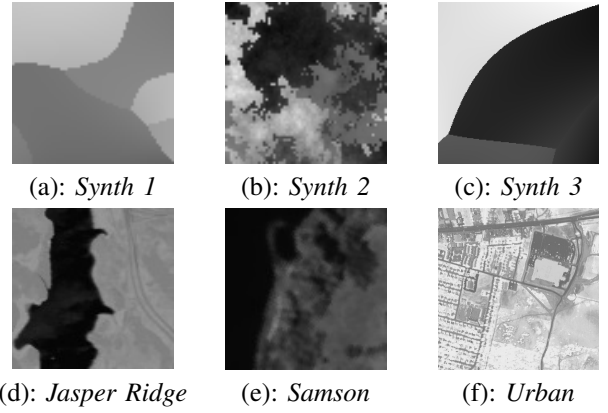 (a): Synth 1
(b): Synth 2
(c): Synth 3
(d): Jasper Ridge
(e): Samson
(f): Urban